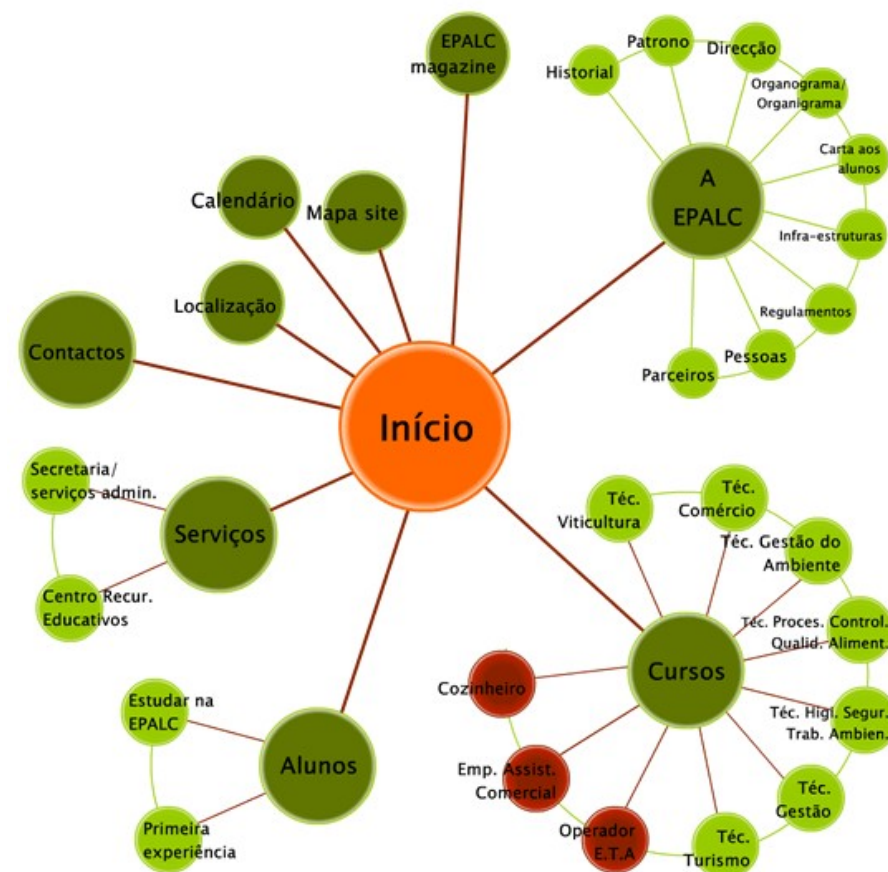 EPALC
magazine
Patrono
Direcção
Historial
Organograma/
Organigrama
Carta aos
alunos
A
EPALC
Infra-estruturas
Regulamentos
Pessoas
Parceiros
Calendário
Mapa site
Localização
Contactos
Início
Secretaria/
serviços admin.
Serviços
Centro Recur.
Educativos
Estudar na
EPALC
Alunos
Primeira
experiência
Téc.
Viticultura
Téc.
Comércio
Téc. Gestão do
Ambiente
Téc. Proces. Control.
Qualid. Aliment.
Cursos
Téc. Higi. Segur.
Trab. Ambien.
Téc.
Gestão
Téc.
Turismo
Operador
E.T.A
Emp. Assist.
Comercial
Cozinheiro